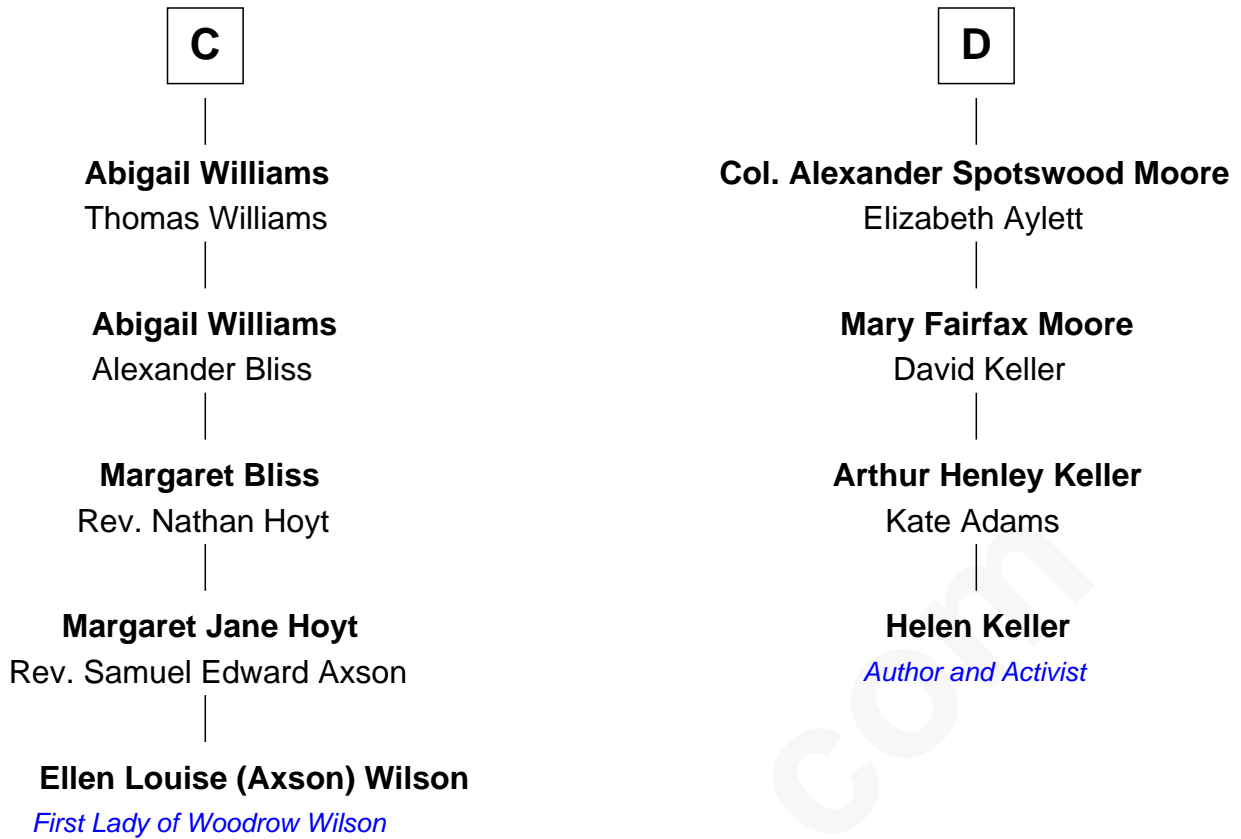 C
Abigail Williams
Thomas Williams
Abigail Williams
Alexander Bliss
Margaret Bliss
Rev. Nathan Hoyt
Margaret Jane Hoyt
Rev. Samuel Edward Axson
Ellen Louise (Axson) Wilson
First Lady of Woodrow Wilson
D
Col. Alexander Spotswood Moore
Elizabeth Aylett
Mary Fairfax Moore
David Keller
Arthur Henley Keller
Kate Adams
Helen Keller
Author and Activist
com